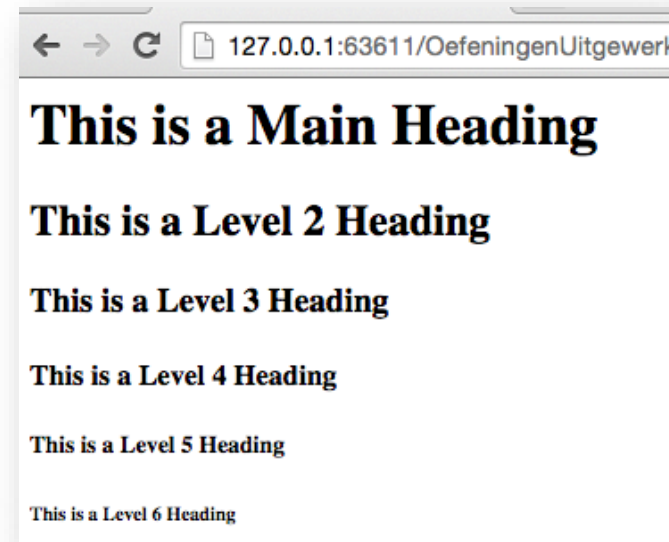 127.0.0.1:63611/OefeningenUitgewerk
This is a Main Heading
This is a Level 2 Heading
This is a Level 3 Heading
This is a Level 4 Heading
This is a Level 5 Heading
This is a Level 6 Heading